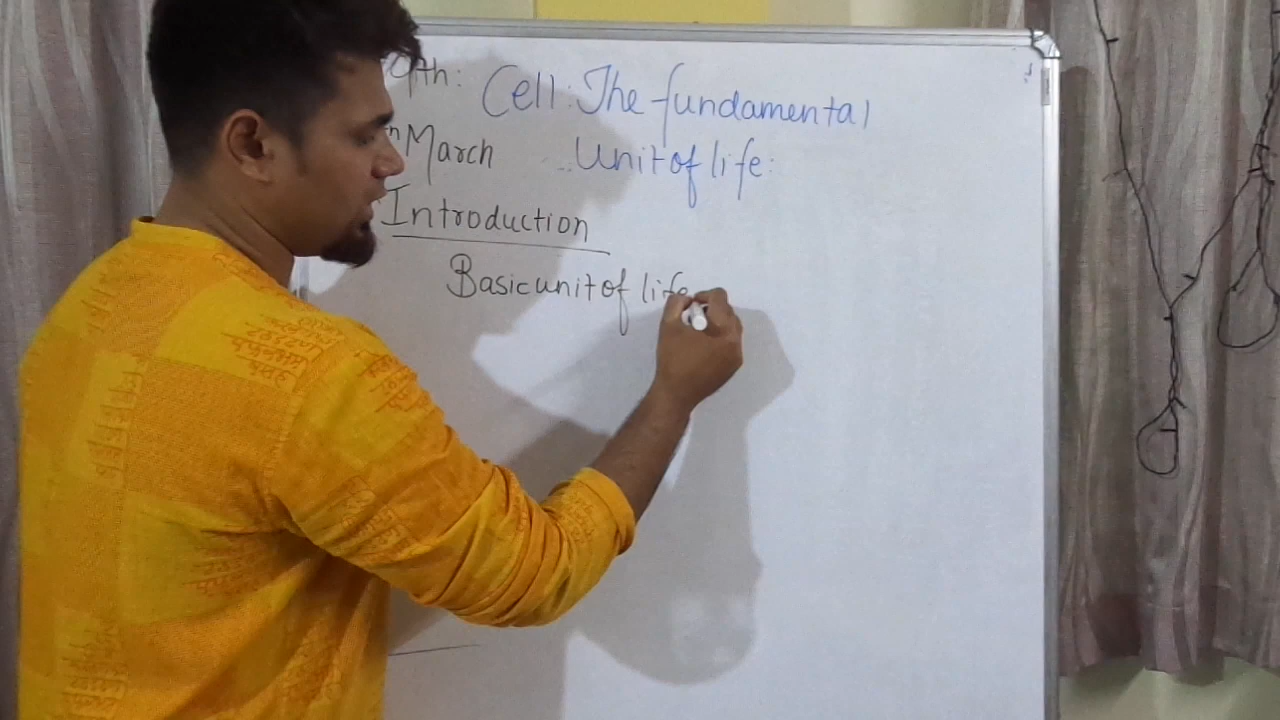 9th: Cell: The fundamental
March Unit of life:
Introduction
Basic unit of life